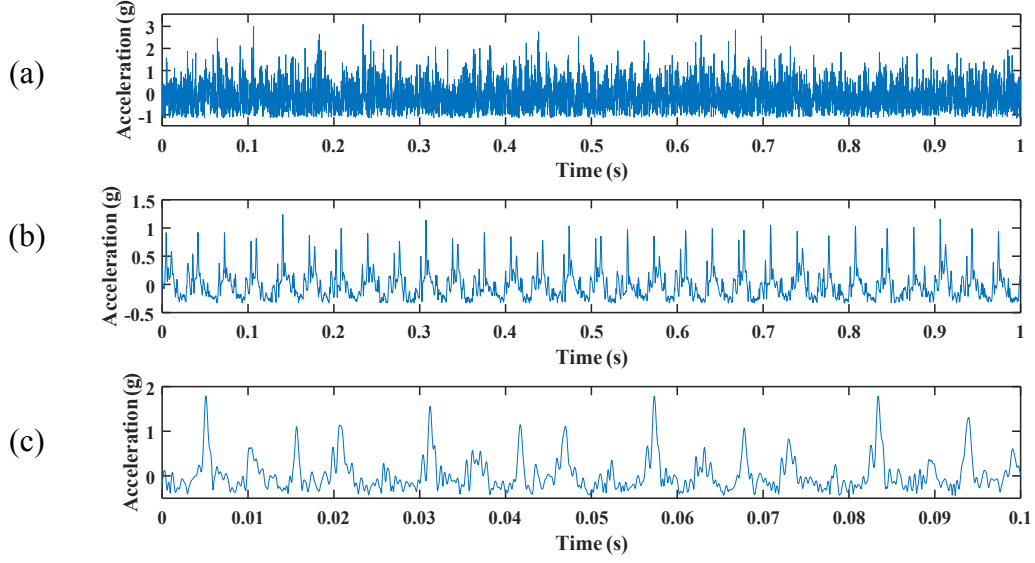 (a)
Acceleration (g)
3
2
1
0
-1
0 0.1 0.2 0.3 0.4 0.5 0.6 0.7 0.8 0.9 1
Time (s)
(b)
Acceleration (g)
1.5
1
0.5
0
-0.5
0 0.1 0.2 0.3 0.4 0.5 0.6 0.7 0.8 0.9 1
Time (s)
(c)
Acceleration (g)
2
1
0
0 0.01 0.02 0.03 0.04 0.05 0.06 0.07 0.08 0.09 0.1
Time (s)